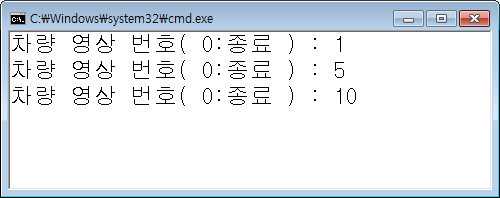 C:\Windows\system32\cmd.exe
차량 영상 번호( 0:종료 ) : 1
차량 영상 번호( 0:종료 ) : 5
차량 영상 번호( 0:종료 ) : 10